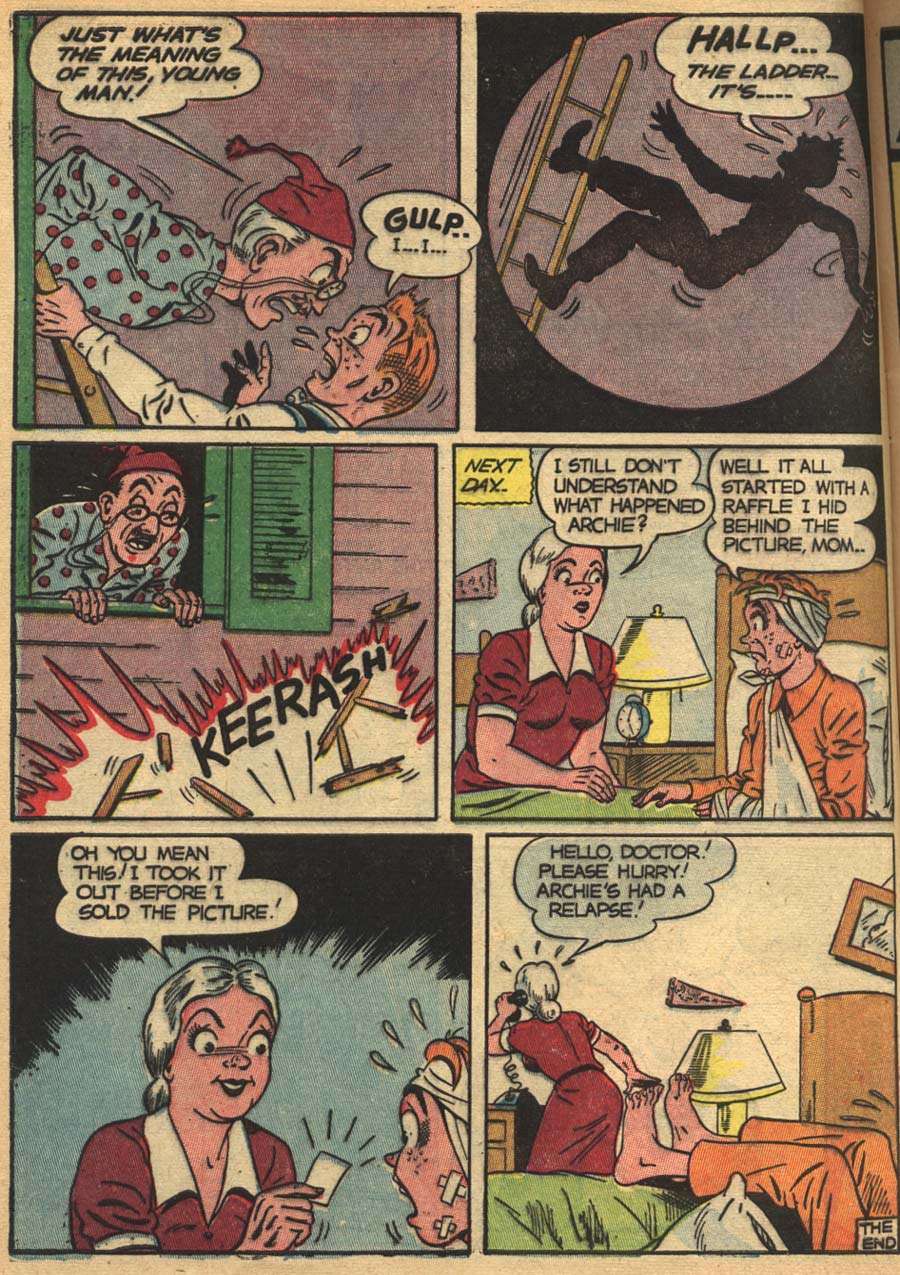 JUST WHAT'S
THE MEANING
OF THIS, YOUNG
MAN!
GULP..
I....I...
HALLP...
THE LADDER..
IT'S.....
KEERASH
NEXT
DAY..
I STILL DON'T
UNDERSTAND
WHAT HAPPENED
ARCHIE?
WELL IT ALL
STARTED WITH A
RAFFLE I HID
BEHIND THE
PICTURE, MOM..
OH YOU MEAN
THIS! I TOOK IT
OUT BEFORE I
SOLD THE PICTURE!
HELLO, DOCTOR!
PLEASE HURRY!
ARCHIE'S HAD A
RELAPSE!
THE
END